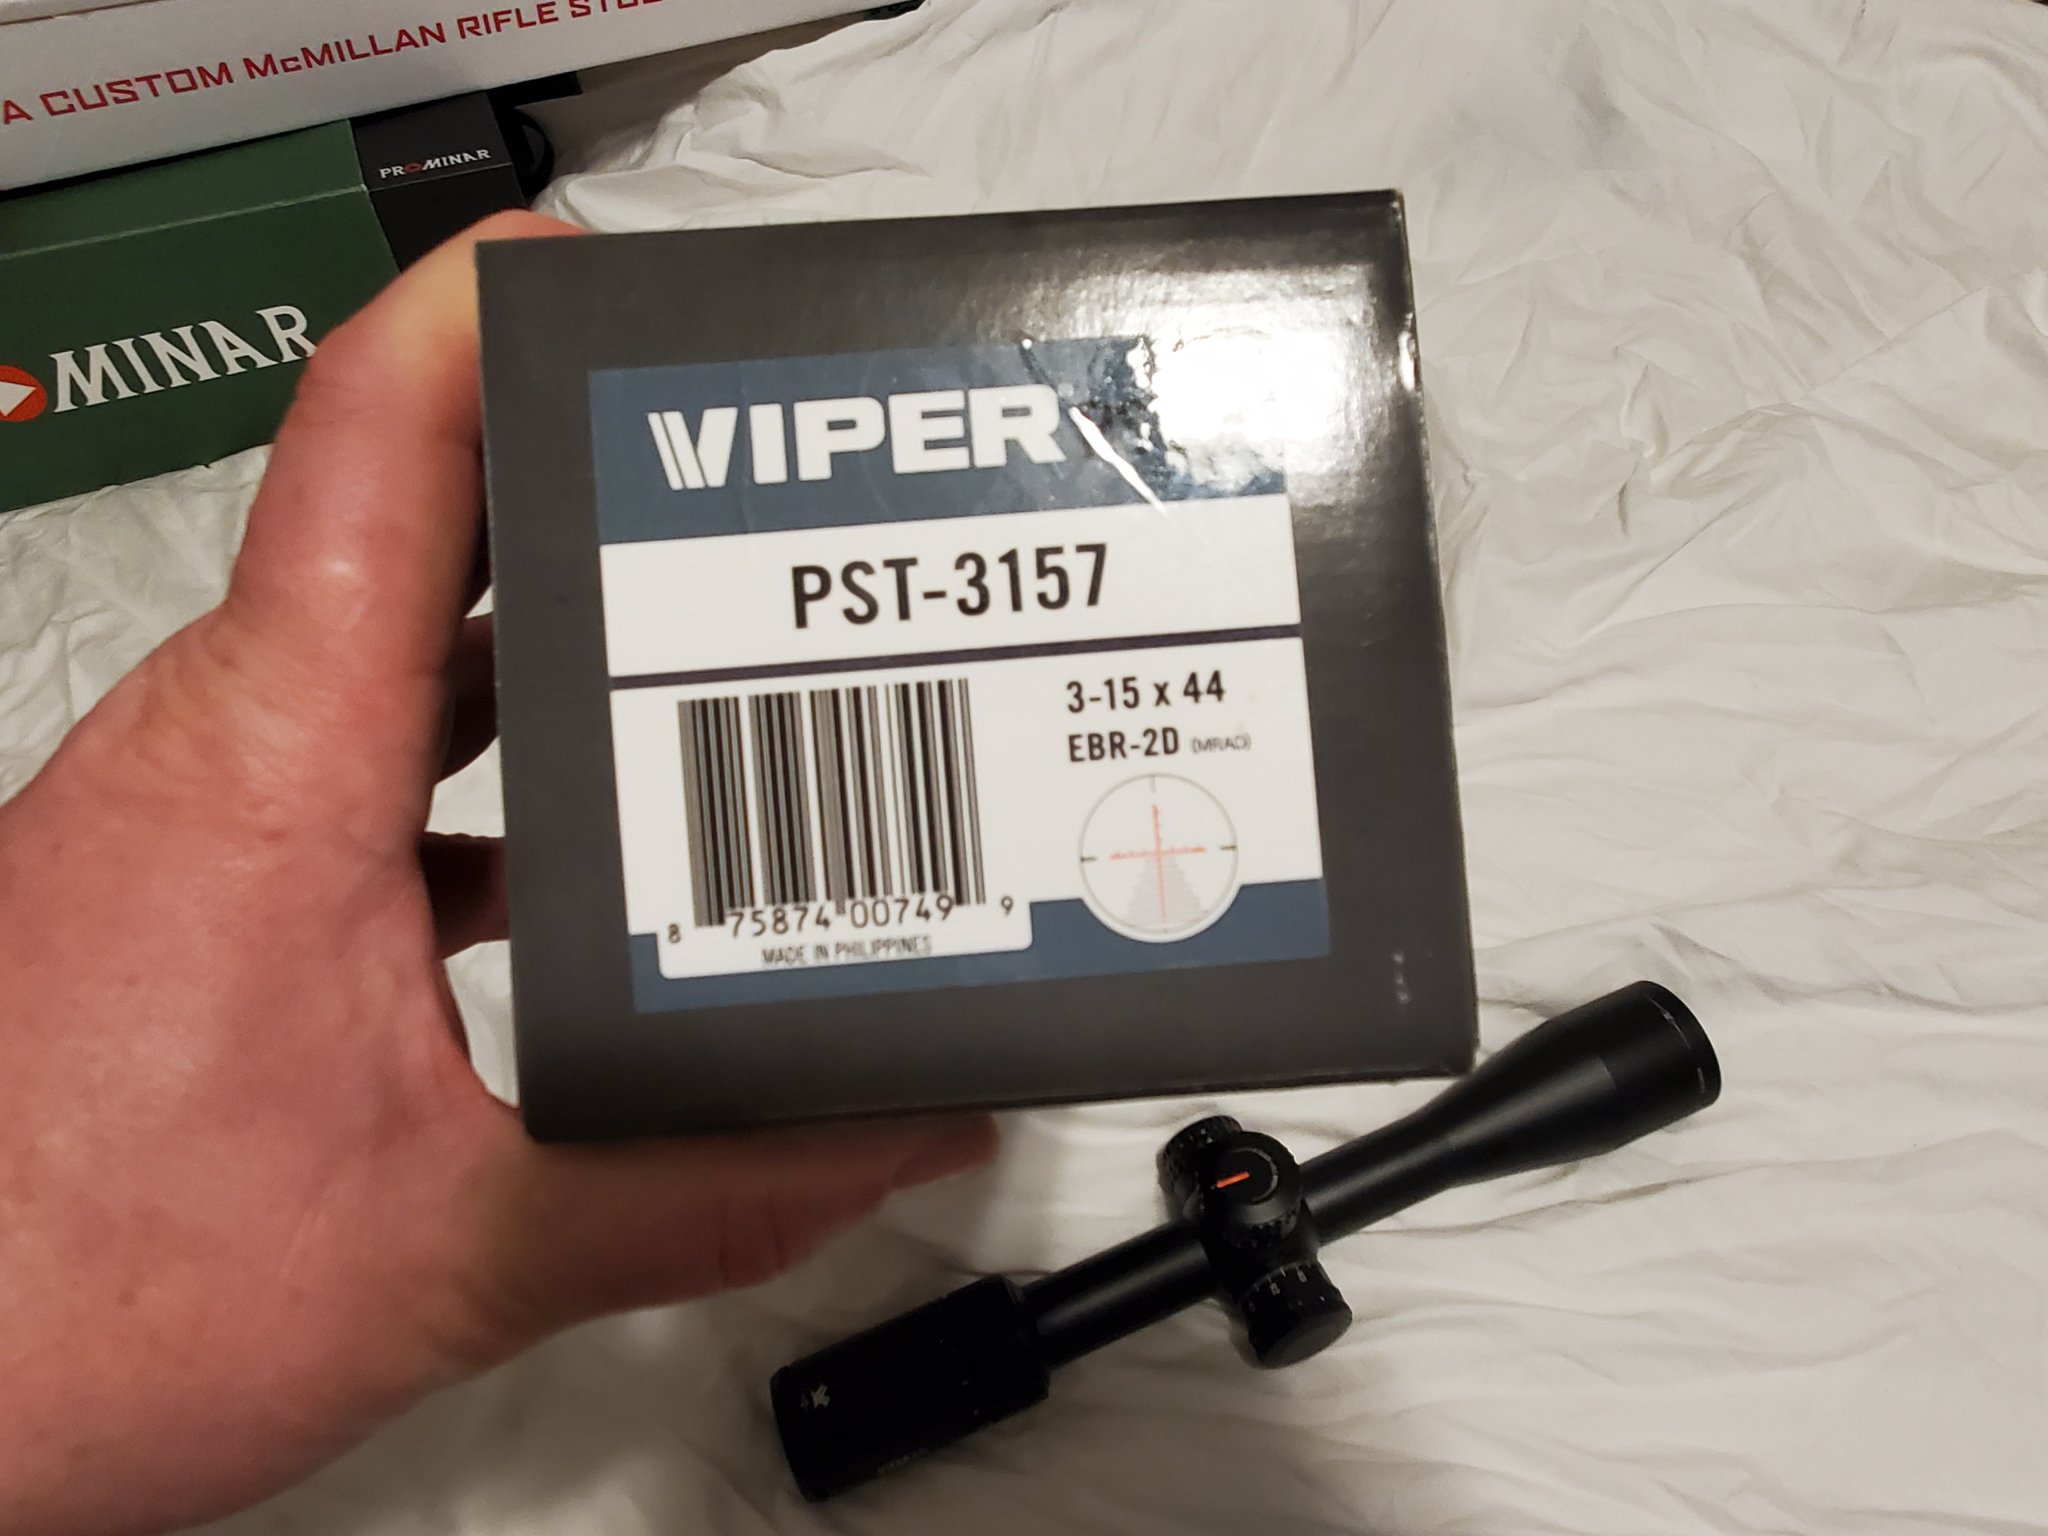 A CUSTOM McMILLAN RIFLE
PROMINAR
MINAR
VIPER
PST-3157
3-15 x 44
EBR-2D (MRAD)
8 75874 00749 9
MADE IN PHILIPPINES